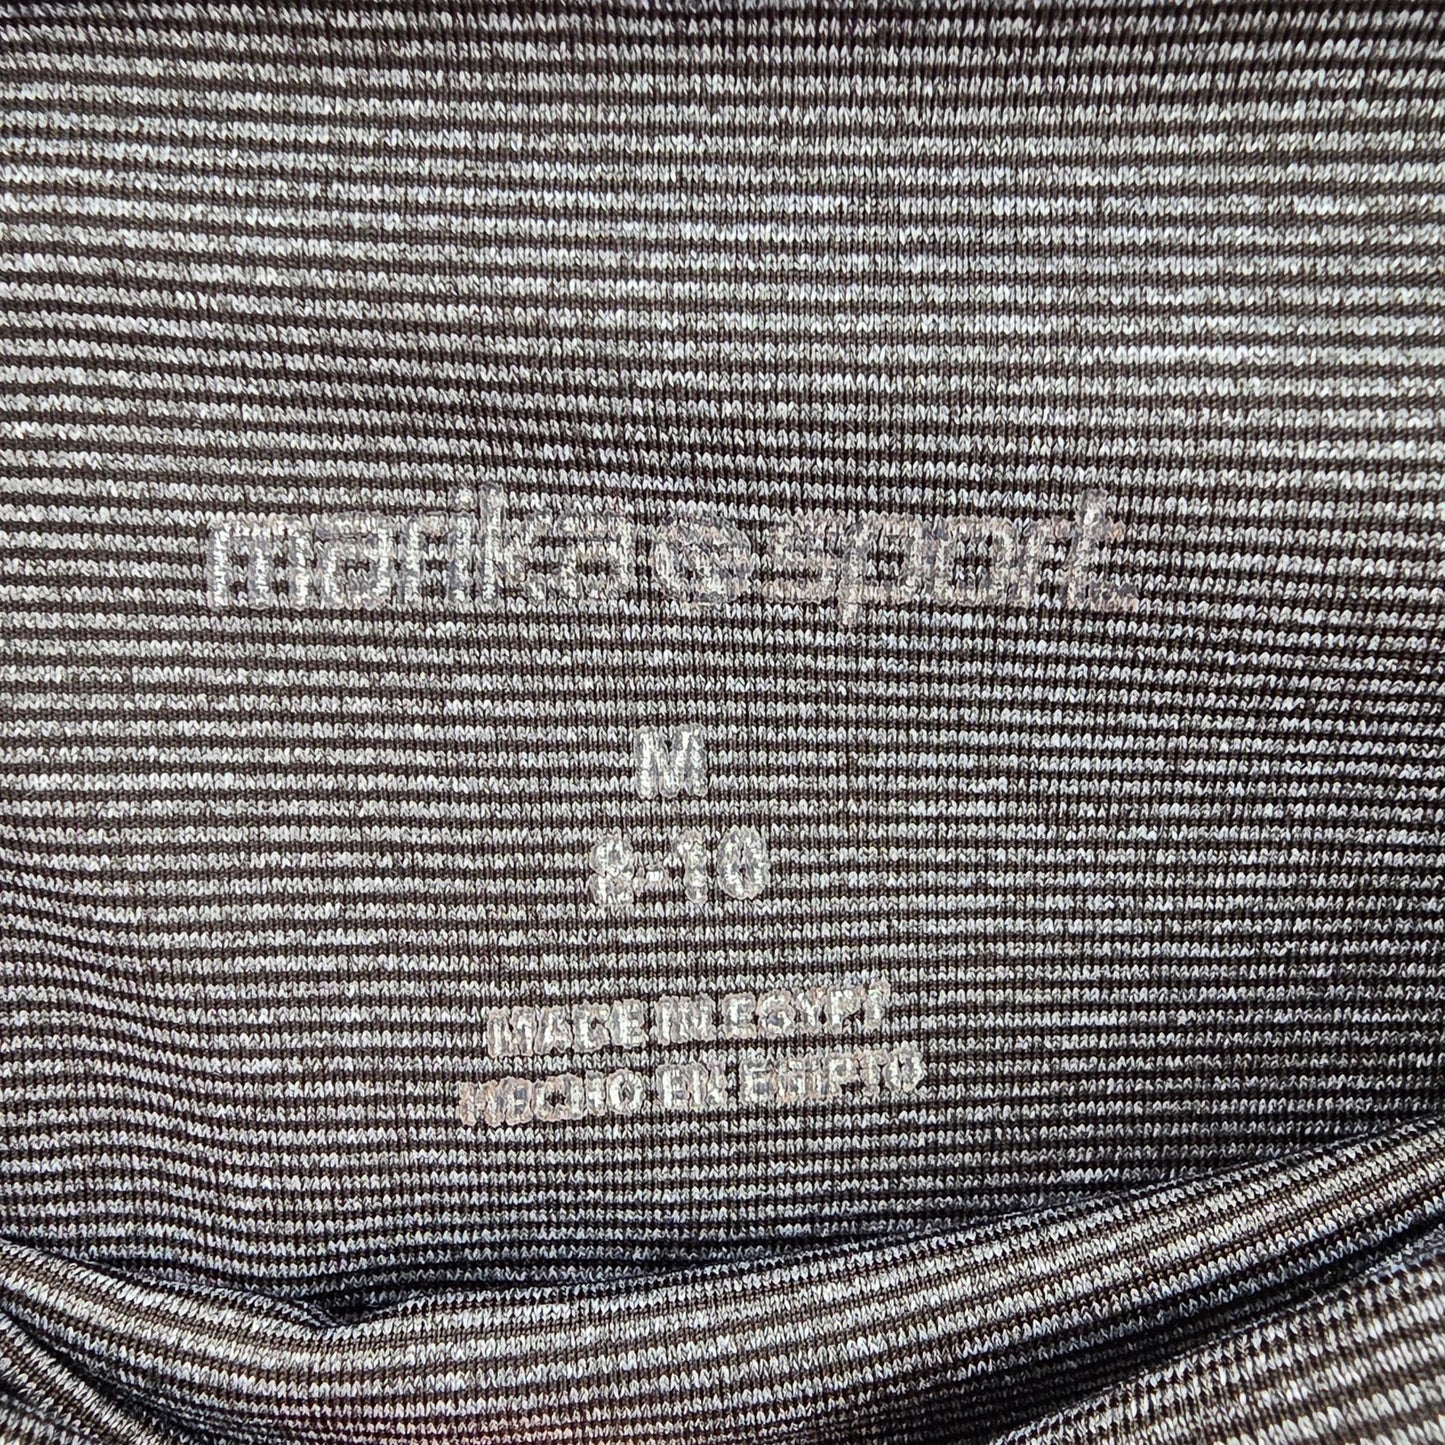 marika sport
M
8-10
MADE IN EGYPT
HECHO EN EGIPTO